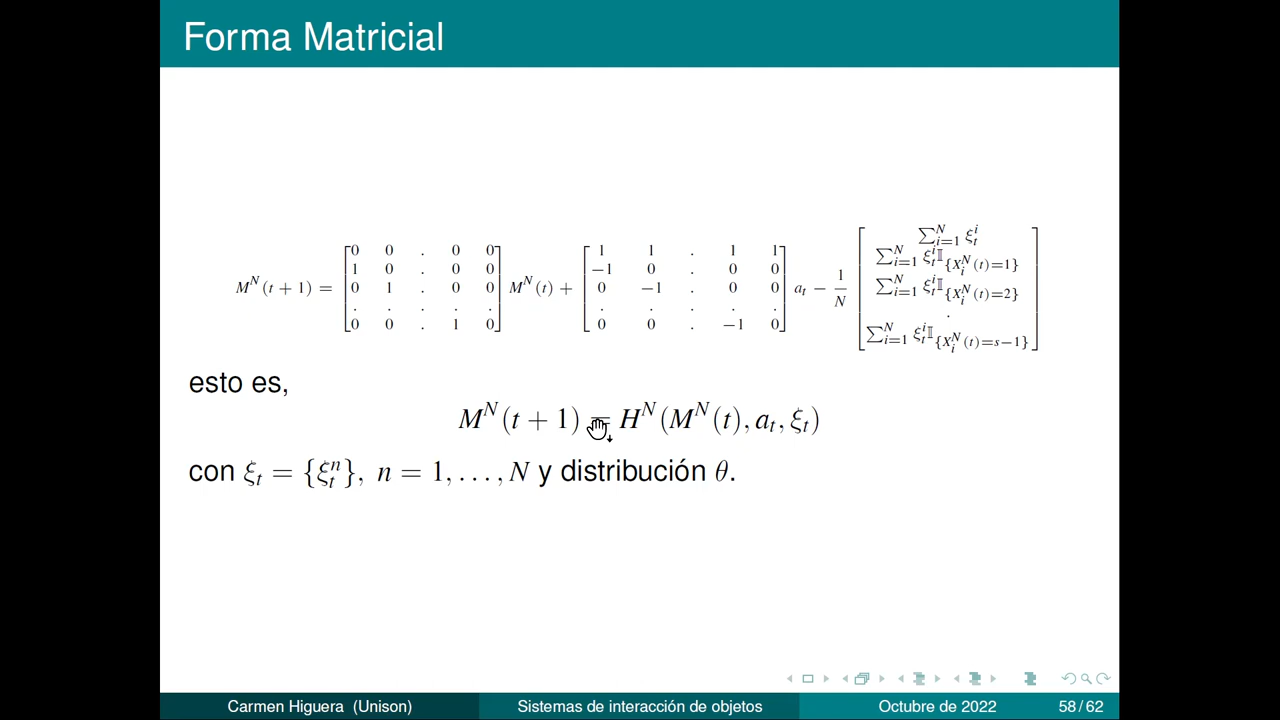 Forma Matricial
M^N(t + 1) = [0 0 . 0 0; 1 0 . 0 0; 0 1 . 0 0; . . . . .; 0 0 . 1 0] M^N(t) + [1 1 . 1 1; −1 0 . 0 0; 0 −1 . 0 0; . . . . .; 0 0 . −1 0] a_t − 1/N [∑_{i=1}^N ξ_t^i; ∑_{i=1}^N ξ_t^i 𝕀_{X_i^N(t)=1}; ∑_{i=1}^N ξ_t^i 𝕀_{X_i^N(t)=2}; .; ∑_{i=1}^N ξ_t^i 𝕀_{X_i^N(t)=s−1}]
esto es,
M^N(t + 1) = H^N(M^N(t), a_t, ξ_t)
con ξ_t = {ξ_t^n}, n = 1, . . . , N y distribución θ.
Carmen Higuera (Unison) Sistemas de interacción de objetos Octubre de 2022 58 / 62